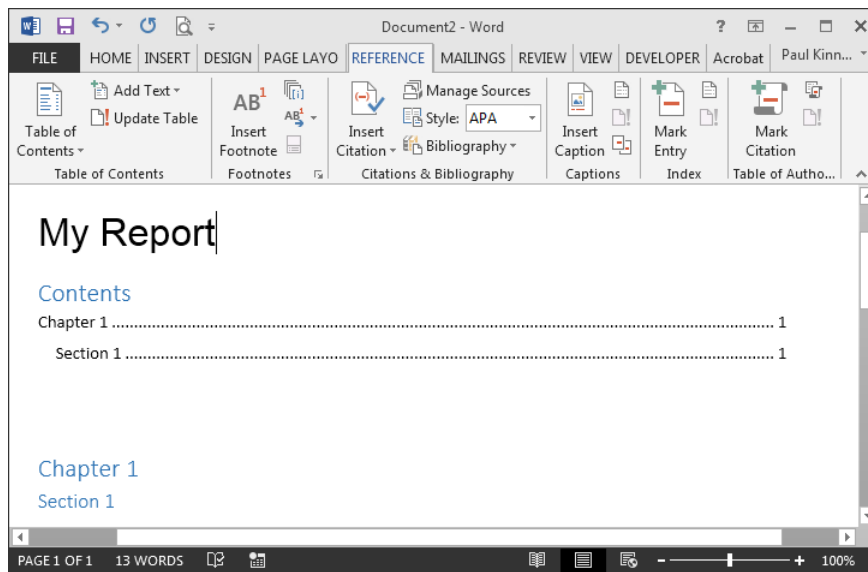 Document2 - Word
FILE HOME INSERT DESIGN PAGE LAYO REFERENCE MAILINGS REVIEW VIEW DEVELOPER Acrobat Paul Kinn...
Table of Contents
Add Text
Update Table
Table of Contents
AB1
Insert Footnote
AB1
Footnotes
Insert Citation
Manage Sources
Style: APA
Bibliography
Citations & Bibliography
Insert Caption
Captions
Mark Entry
Index
Mark Citation
Table of Autho...
My Report
Contents
Chapter 1 ........................................................................ 1
Section 1 ........................................................................ 1
Chapter 1
Section 1
PAGE 1 OF 1 13 WORDS 100%